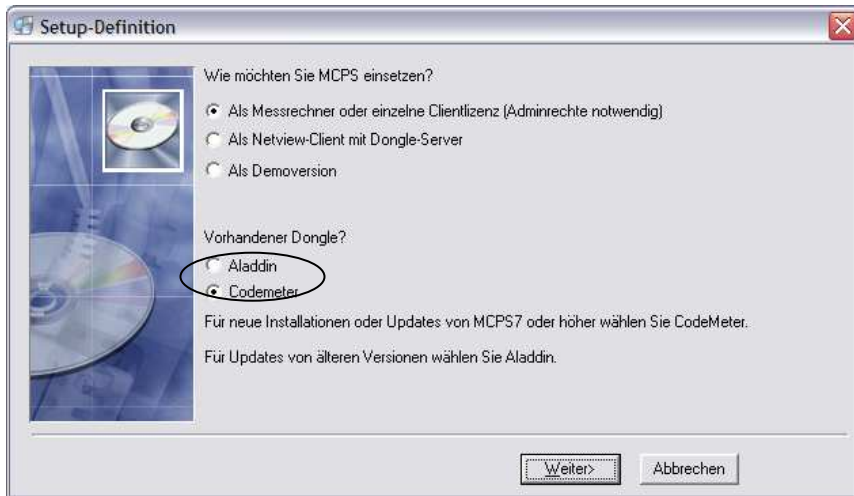 Setup-Definition
Wie möchten Sie MCPS einsetzen?
Als Messrechner oder einzelne Clientlizenz (Adminrechte notwendig)
Als Netview-Client mit Dongle-Server
Als Demoversion
Vorhandener Dongle?
Aladdin
Codemeter
Für neue Installationen oder Updates von MCPS7 oder höher wählen Sie CodeMeter.
Für Updates von älteren Versionen wählen Sie Aladdin.
Weiter>
Abbrechen